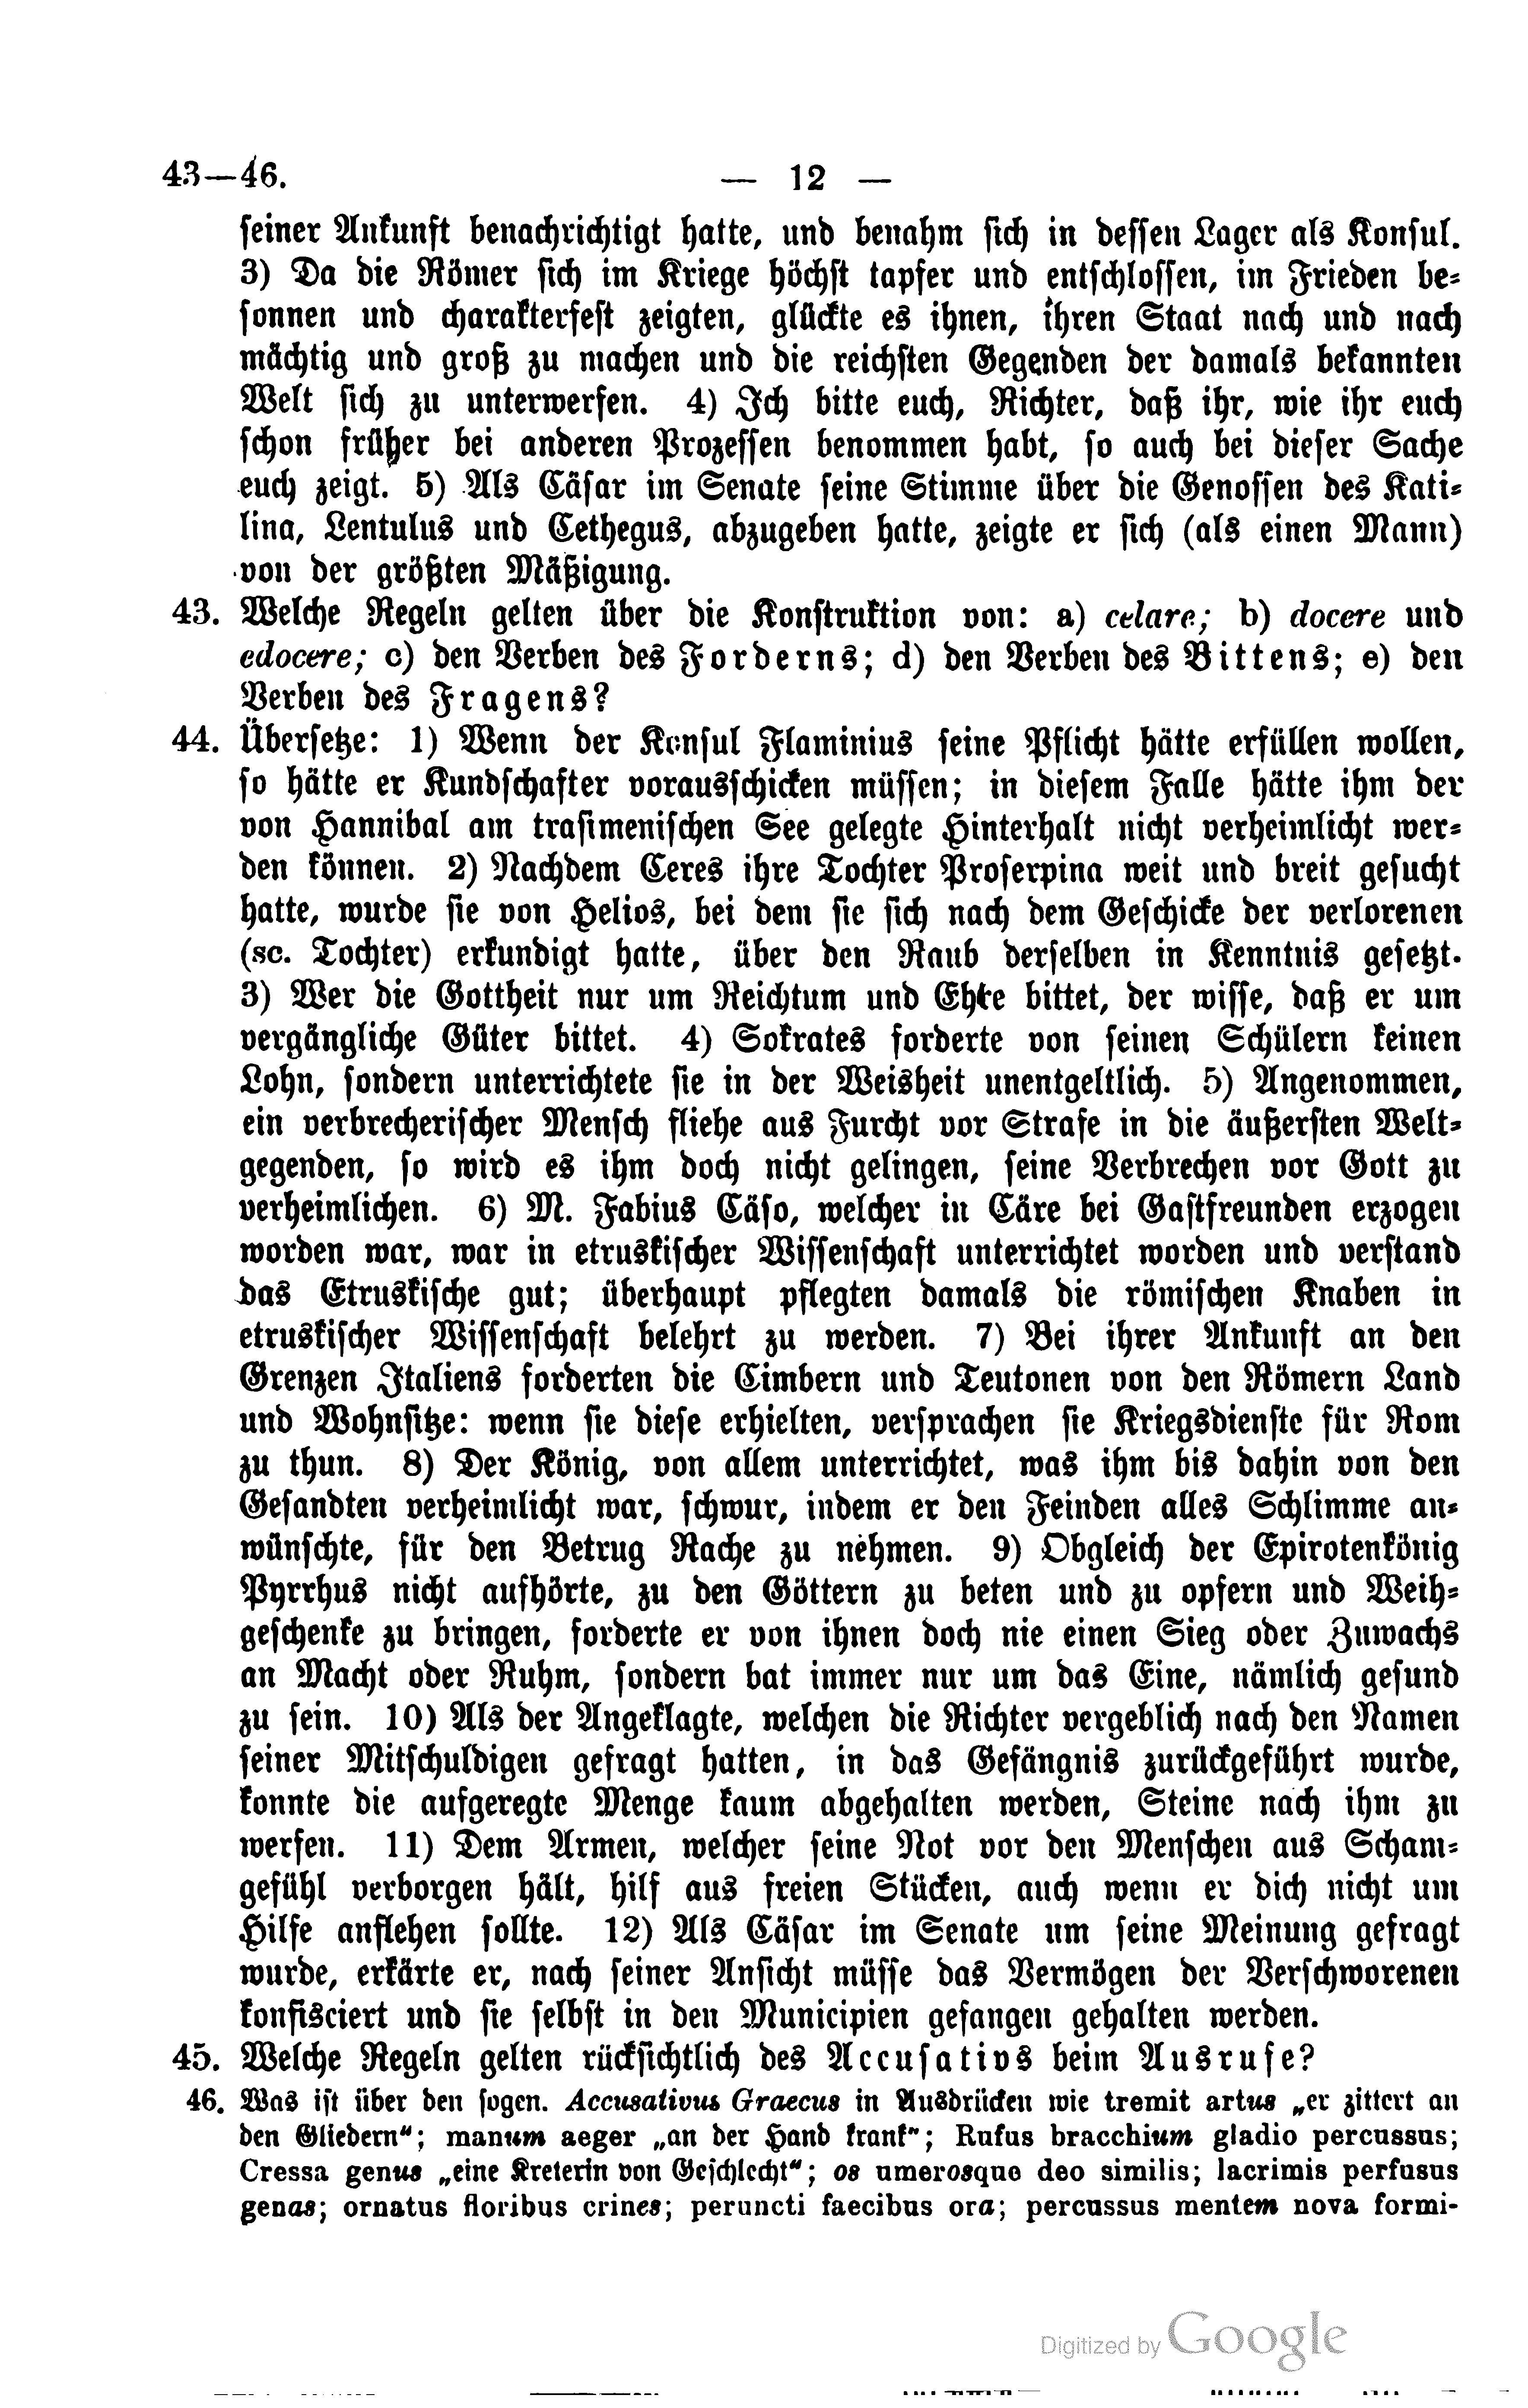 43—46.
— 12 —
seiner Ankunft benachrichtigt hatte, und benahm sich in dessen Lager als Konsul.
3) Da die Römer sich im Kriege höchst tapfer und entschlossen, im Frieden be-
sonnen und charakterfest zeigten, glückte es ihnen, ihren Staat nach und nach
mächtig und groß zu machen und die reichsten Gegenden der damals bekannten
Welt sich zu unterwerfen. 4) Ich bitte euch, Richter, daß ihr, wie ihr euch
schon früher bei anderen Prozessen benommen habt, so auch bei dieser Sache
euch zeigt. 5) Als Cäsar im Senate seine Stimme über die Genossen des Kati-
lina, Lentulus und Cethegus, abzugeben hatte, zeigte er sich (als einen Mann)
von der größten Mäßigung.
43. Welche Regeln gelten über die Konstruktion von: a) celare; b) docere und
edocere; c) den Verben des Forderns; d) den Verben des Bittens; e) den
Verben des Fragens?
44. Übersetze: 1) Wenn der Konsul Flaminius seine Pflicht hätte erfüllen wollen,
so hätte er Kundschafter vorausschicken müssen; in diesem Falle hätte ihm der
von Hannibal am trasimenischen See gelegte Hinterhalt nicht verheimlicht wer-
den können. 2) Nachdem Ceres ihre Tochter Proserpina weit und breit gesucht
hatte, wurde sie von Helios, bei dem sie sich nach dem Geschicke der verlorenen
(sc. Tochter) erkundigt hatte, über den Raub derselben in Kenntnis gesetzt.
3) Wer die Gottheit nur um Reichtum und Ehre bittet, der wisse, daß er um
vergängliche Güter bittet. 4) Sokrates forderte von seinen Schülern keinen
Lohn, sondern unterrichtete sie in der Weisheit unentgeltlich. 5) Angenommen,
ein verbrecherischer Mensch fliehe aus Furcht vor Strafe in die äußersten Welt-
gegenden, so wird es ihm doch nicht gelingen, seine Verbrechen vor Gott zu
verheimlichen. 6) M. Fabius Cäso, welcher in Cäre bei Gastfreunden erzogen
worden war, war in etruskischer Wissenschaft unterrichtet worden und verstand
das Etruskische gut; überhaupt pflegten damals die römischen Knaben in
etruskischer Wissenschaft belehrt zu werden. 7) Bei ihrer Ankunft an den
Grenzen Italiens forderten die Cimbern und Teutonen von den Römern Land
und Wohnsitze: wenn sie diese erhielten, versprachen sie Kriegsdienste für Rom
zu thun. 8) Der König, von allem unterrichtet, was ihm bis dahin von den
Gesandten verheimlicht war, schwur, indem er den Feinden alles Schlimme an-
wünschte, für den Betrug Rache zu nehmen. 9) Obgleich der Epirotenkönig
Pyrrhus nicht aufhörte, zu den Göttern zu beten und zu opfern und Weih-
geschenke zu bringen, forderte er von ihnen doch nie einen Sieg oder Zuwachs
an Macht oder Ruhm, sondern bat immer nur um das Eine, nämlich gesund
zu sein. 10) Als der Angeklagte, welchen die Richter vergeblich nach den Namen
seiner Mitschuldigen gefragt hatten, in das Gefängnis zurückgeführt wurde,
konnte die aufgeregte Menge kaum abgehalten werden, Steine nach ihm zu
werfen. 11) Dem Armen, welcher seine Not vor den Menschen aus Scham-
gefühl verborgen hält, hilf aus freien Stücken, auch wenn er dich nicht um
Hilfe anflehen sollte. 12) Als Cäsar im Senate um seine Meinung gefragt
wurde, erkärte er, nach seiner Ansicht müsse das Vermögen der Verschworenen
konfisciert und sie selbst in den Municipien gefangen gehalten werden.
45. Welche Regeln gelten rücksichtlich des Accusativs beim Ausrufe?
46. Was ist über den sogen. Accusativus Graecus in Ausdrücken wie tremit artus „er zittert an
den Gliedern“; manum aeger „an der Hand krank“; Rufus bracchium gladio percussus;
Cressa genus „eine Kreterin von Geschlecht“; os umerosque deo similis; lacrimis perfusus
genas; ornatus floribus crines; peruncti faecibus ora; percussus mentem nova formi-
Digitized by Google